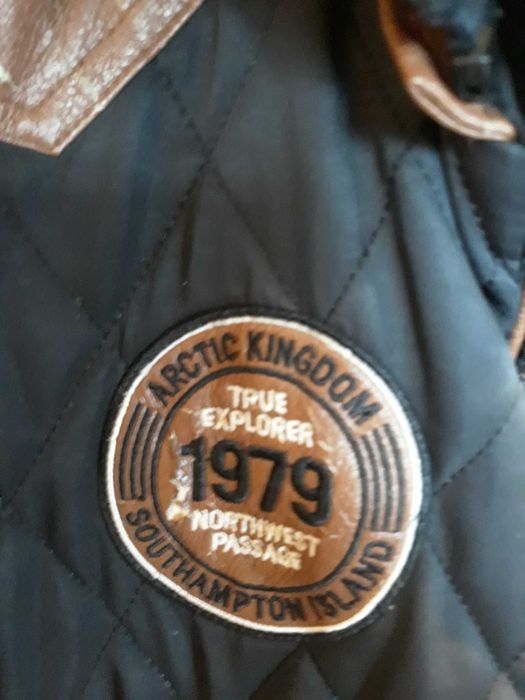 ARCTIC KINGDOM
TRUE
EXPLORER
1979
NORTHWEST
PASSAGE
SOUTHAMPTON ISLAND